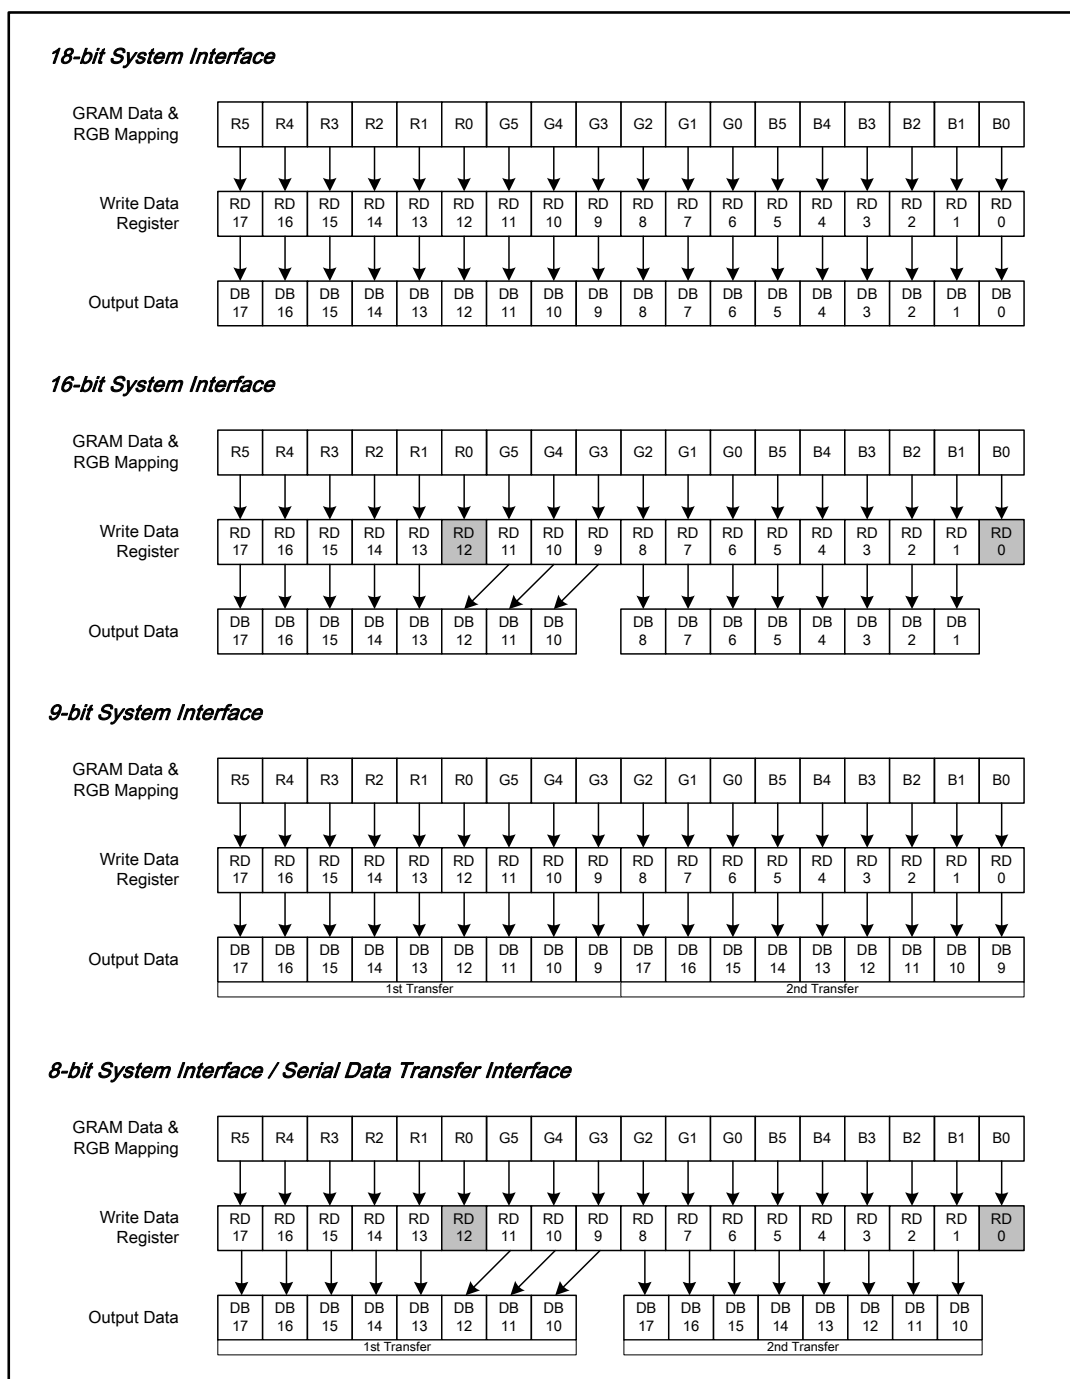 18-bit System Interface
GRAM Data &
RGB Mapping
R5 R4 R3 R2 R1 R0 G5 G4 G3 G2 G1 G0 B5 B4 B3 B2 B1 B0
Write Data
Register
RD RD RD RD RD RD RD RD RD RD RD RD RD RD RD RD RD RD
17 16 15 14 13 12 11 10 9 8 7 6 5 4 3 2 1 0
Output Data
DB DB DB DB DB DB DB DB DB DB DB DB DB DB DB DB DB DB
17 16 15 14 13 12 11 10 9 8 7 6 5 4 3 2 1 0
16-bit System Interface
GRAM Data &
RGB Mapping
R5 R4 R3 R2 R1 R0 G5 G4 G3 G2 G1 G0 B5 B4 B3 B2 B1 B0
Write Data
Register
RD RD RD RD RD RD RD RD RD RD RD RD RD RD RD RD RD RD
17 16 15 14 13 12 11 10 9 8 7 6 5 4 3 2 1 0
Output Data
DB DB DB DB DB DB DB DB DB DB DB DB DB DB DB DB
17 16 15 14 13 12 11 10 8 7 6 5 4 3 2 1
9-bit System Interface
GRAM Data &
RGB Mapping
R5 R4 R3 R2 R1 R0 G5 G4 G3 G2 G1 G0 B5 B4 B3 B2 B1 B0
Write Data
Register
RD RD RD RD RD RD RD RD RD RD RD RD RD RD RD RD RD RD
17 16 15 14 13 12 11 10 9 8 7 6 5 4 3 2 1 0
Output Data
DB DB DB DB DB DB DB DB DB DB DB DB DB DB DB DB DB DB
17 16 15 14 13 12 11 10 9 17 16 15 14 13 12 11 10 9
1st Transfer 2nd Transfer
8-bit System Interface / Serial Data Transfer Interface
GRAM Data &
RGB Mapping
R5 R4 R3 R2 R1 R0 G5 G4 G3 G2 G1 G0 B5 B4 B3 B2 B1 B0
Write Data
Register
RD RD RD RD RD RD RD RD RD RD RD RD RD RD RD RD RD RD
17 16 15 14 13 12 11 10 9 8 7 6 5 4 3 2 1 0
Output Data
DB DB DB DB DB DB DB DB DB DB DB DB DB DB DB DB
17 16 15 14 13 12 11 10 17 16 15 14 13 12 11 10
1st Transfer 2nd Transfer